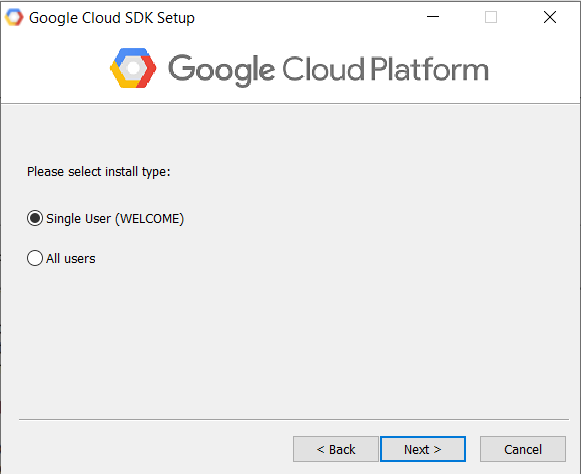 Google Cloud SDK Setup
Google Cloud Platform
Please select install type:
Single User (WELCOME)
All users
< Back
Next >
Cancel